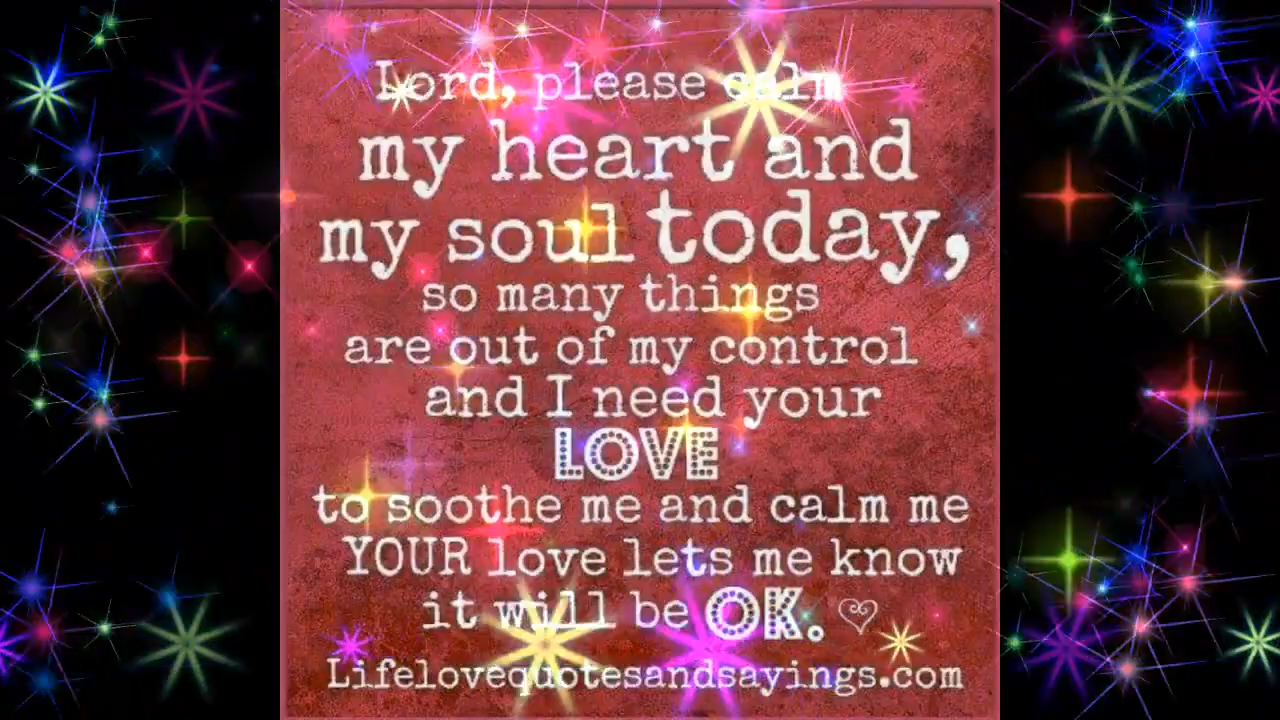 Lord, please calm
my heart and
my soul today,
so many things
are out of my control
and I need your
LOVE
to soothe me and calm me
YOUR love lets me know
it will be OK.
Lifelovequotesandsayings.com